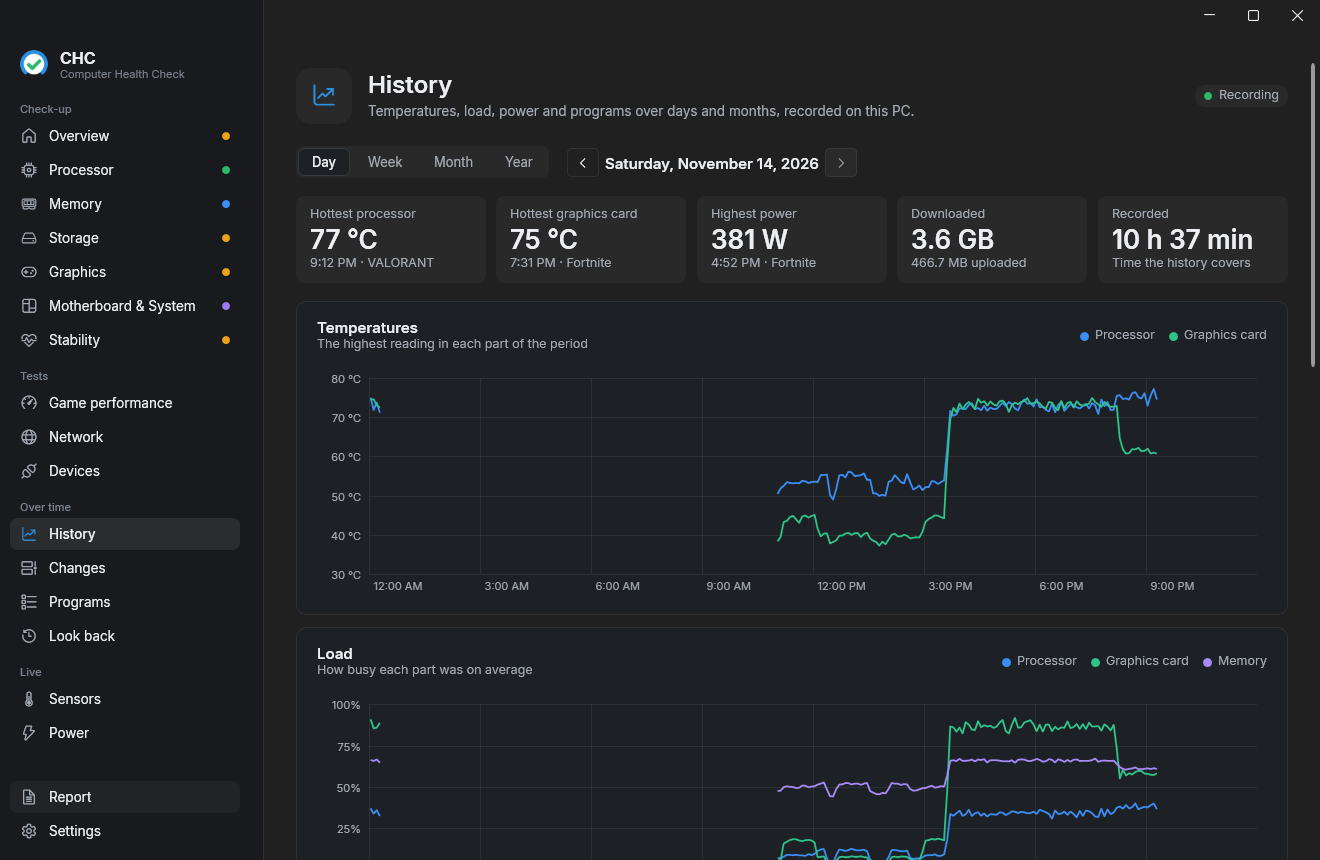 CHC
Computer Health Check
Check-up
Overview
Processor
Memory
Storage
Graphics
Motherboard & System
Stability
Tests
Game performance
Network
Devices
Over time
History
Changes
Programs
Look back
Live
Sensors
Power
Report
Settings
History
Temperatures, load, power and programs over days and months, recorded on this PC.
Recording
Day Week Month Year
Saturday, November 14, 2026
Hottest processor
77 °C
9:12 PM · VALORANT
Hottest graphics card
75 °C
7:31 PM · Fortnite
Highest power
381 W
4:52 PM · Fortnite
Downloaded
3.6 GB
466.7 MB uploaded
Recorded
10 h 37 min
Time the history covers
Temperatures
The highest reading in each part of the period
Processor Graphics card
80 °C
70 °C
60 °C
50 °C
40 °C
30 °C
12:00 AM 3:00 AM 6:00 AM 9:00 AM 12:00 PM 3:00 PM 6:00 PM 9:00 PM
Load
How busy each part was on average
Processor Graphics card Memory
100%
75%
50%
25%